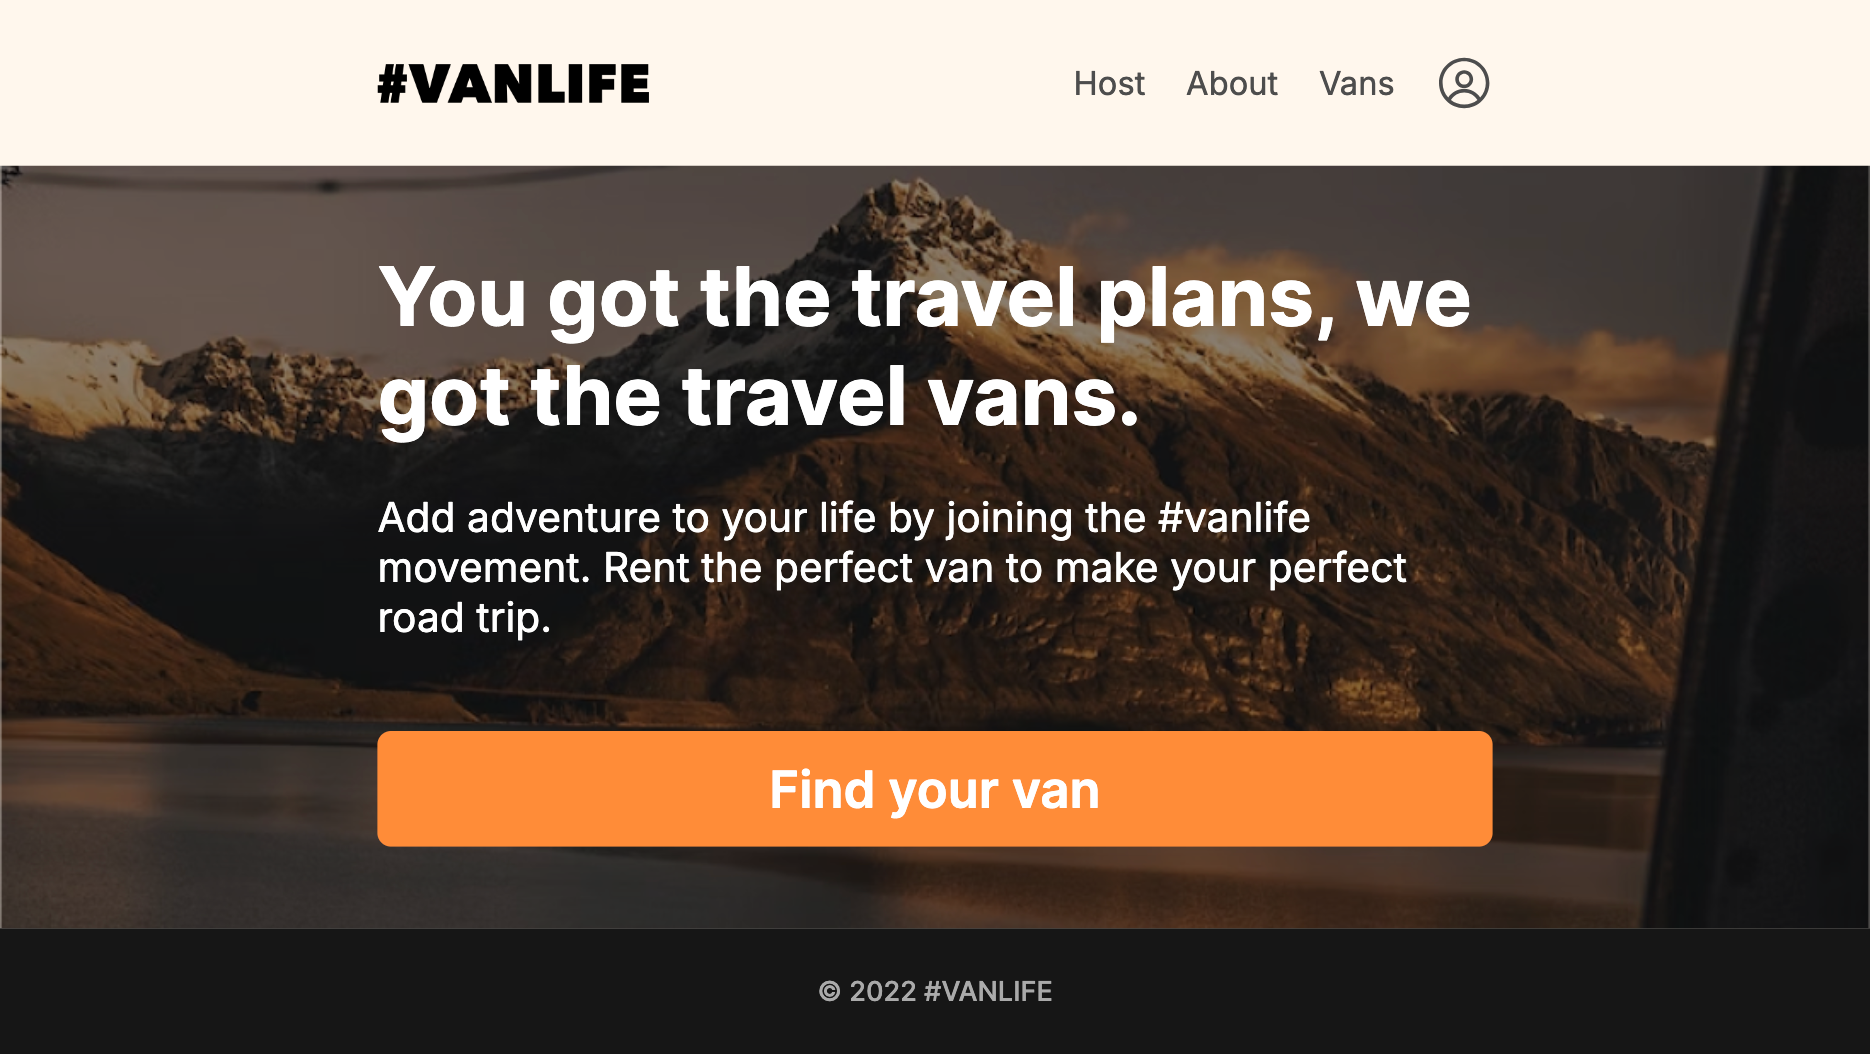 #VANLIFE
Host About Vans
You got the travel plans, we
got the travel vans.
Add adventure to your life by joining the #vanlife
movement. Rent the perfect van to make your perfect
road trip.
Find your van
© 2022 #VANLIFE